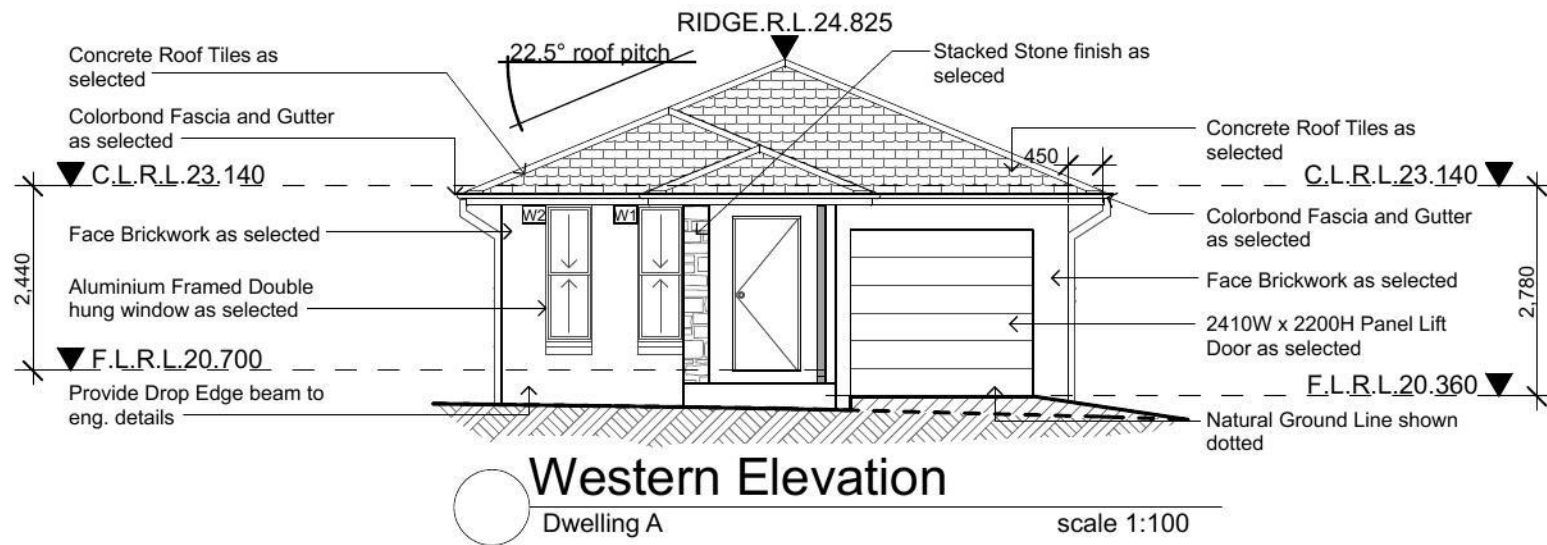 RIDGE.R.L.24.825
Concrete Roof Tiles as
selected
22.5° roof pitch
Stacked Stone finish as
seleced
Colorbond Fascia and Gutter
as selected
Concrete Roof Tiles as
selected
450
C.L.R.L.23.140
C.L.R.L.23.140
W2
W1
Colorbond Fascia and Gutter
as selected
Face Brickwork as selected
Face Brickwork as selected
2,440
2,780
Aluminium Framed Double
hung window as selected
2410W x 2200H Panel Lift
Door as selected
F.L.R.L.20.700
F.L.R.L.20.360
Provide Drop Edge beam to
eng. details
Natural Ground Line shown
dotted
Western Elevation
Dwelling A
scale 1:100